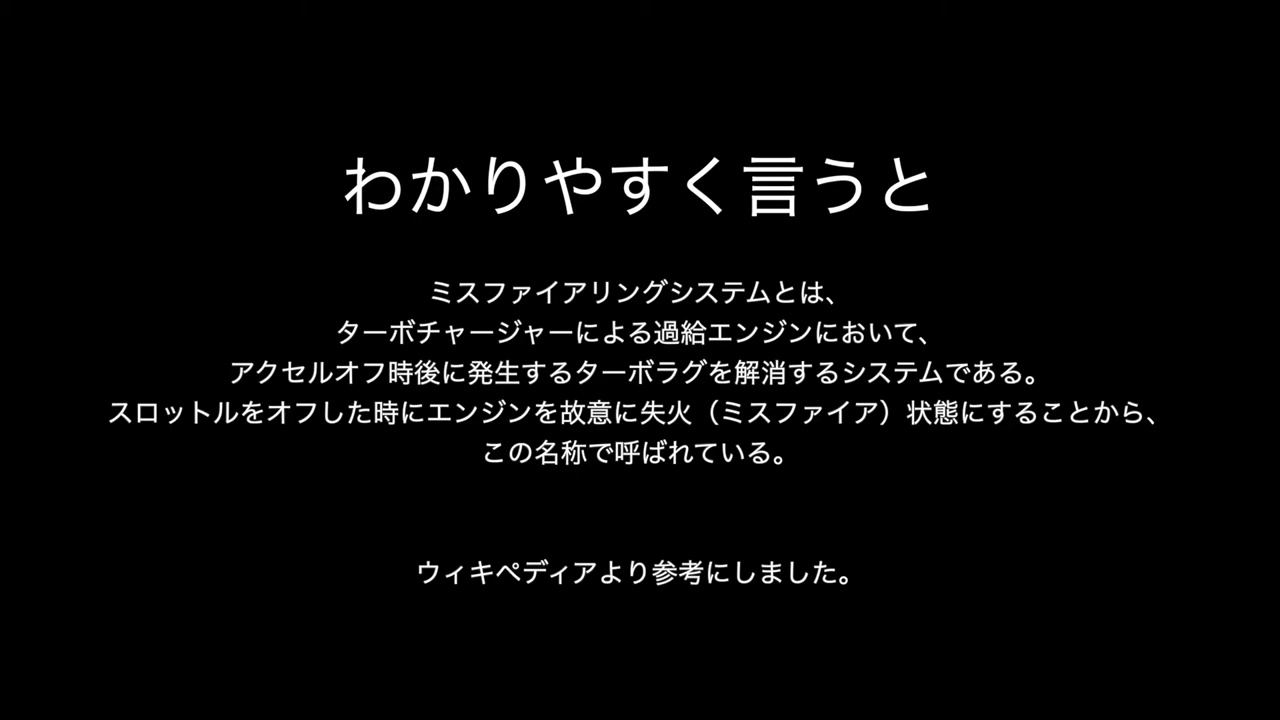 わかりやすく言うと
ミスファイアリングシステムとは、
ターボチャージャーによる過給エンジンにおいて、
アクセルオフ時後に発生するターボラグを解消するシステムである。
スロットルをオフした時にエンジンを故意に失火（ミスファイア）状態にすることから、
この名称で呼ばれている。
ウィキペディアより参考にしました。